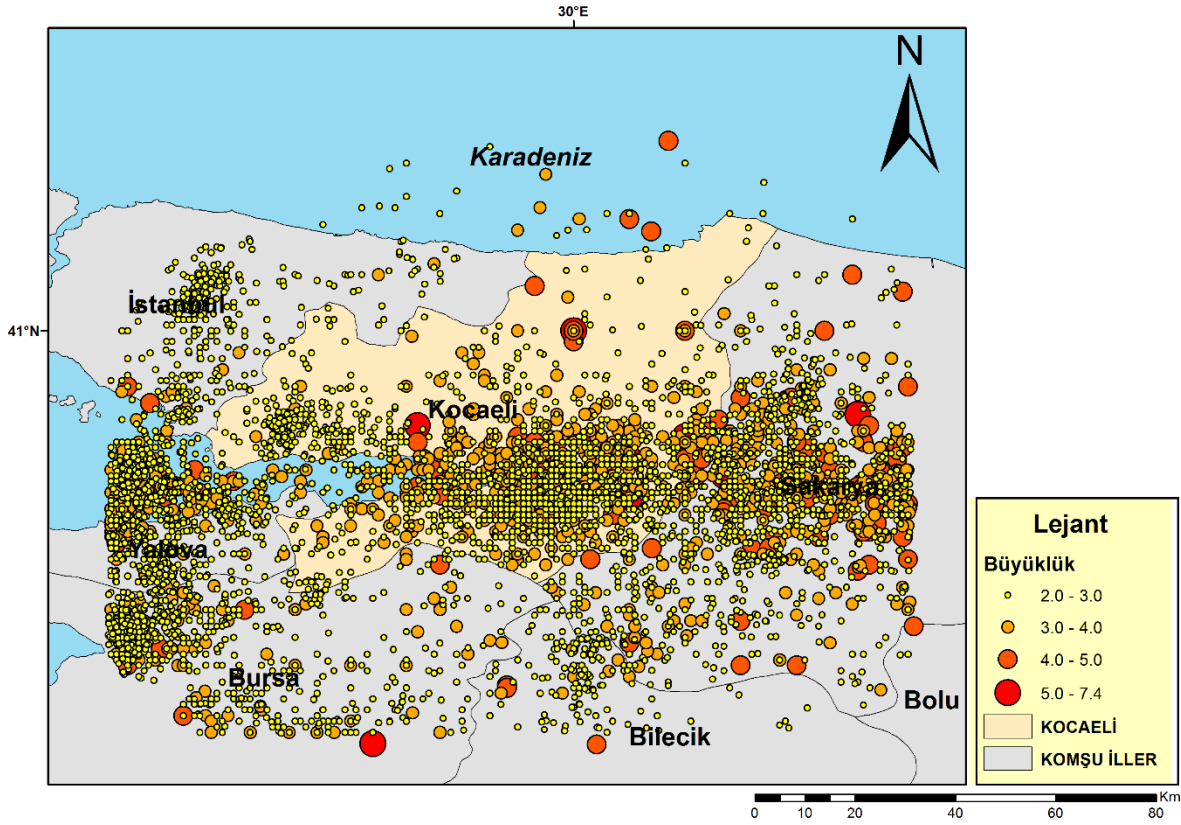 30°E
N
Karadeniz
İstanbul
41°N
Kocaeli
Sakarya
Yalova
Bursa
Bolu
Bilecik
Lejant
Büyüklük
2.0 - 3.0
3.0 - 4.0
4.0 - 5.0
5.0 - 7.4
KOCAELİ
KOMŞU İLLER
Km
0 10 20 40 60 80